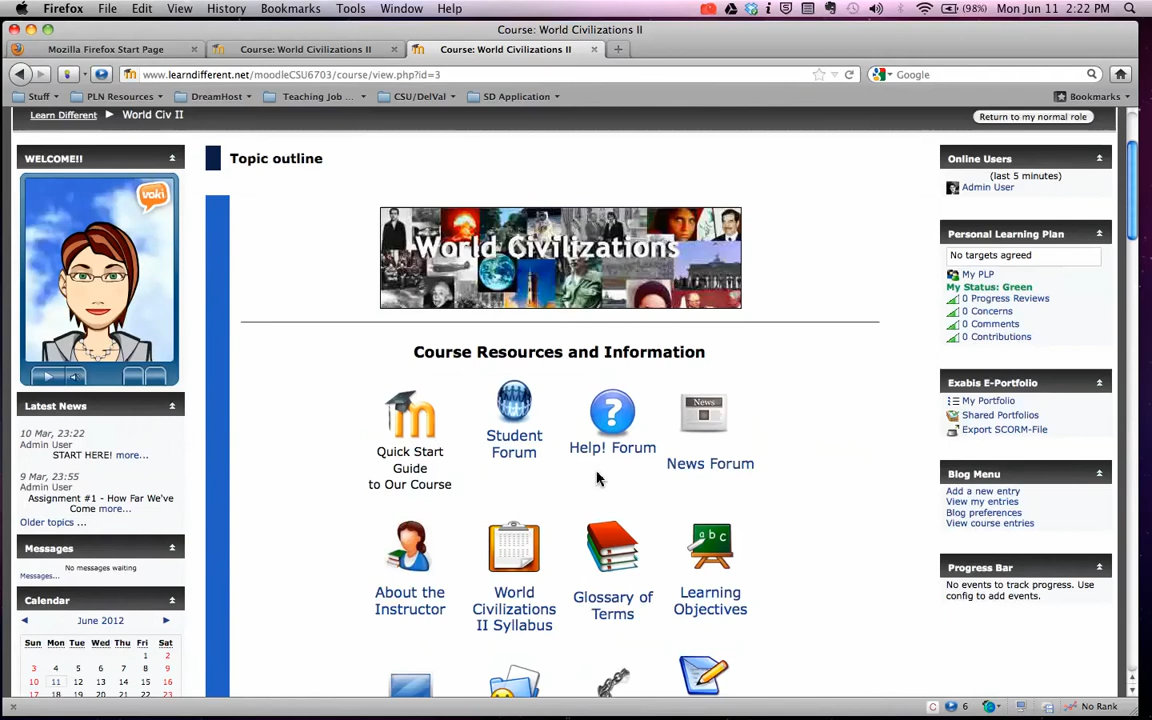 Firefox File Edit View History Bookmarks Tools Window Help (98%) Mon Jun 11 2:22 PM
Course: World Civilizations II
Mozilla Firefox Start Page Course: World Civilizations II Course: World Civilizations II
www.learndifferent.net/moodleCSU6703/course/view.php?id=3 Google
Stuff PLN Resources DreamHost Teaching Job ... CSU/DelVal SD Application Bookmarks
Learn Different ► World Civ II Return to my normal role
WELCOME!!
voki
Latest News
10 Mar, 23:22
Admin User
START HERE! more...
9 Mar, 23:55
Admin User
Assignment #1 - How Far We've
Come more...
Older topics ...
Messages
No messages waiting
Messages...
Calendar
June 2012
Sun Mon Tue Wed Thu Fri Sat
1 2
3 4 5 6 7 8 9
10 11 12 13 14 15 16
17 18 19 20 21 22 23
Topic outline
World Civilizations
Course Resources and Information
Quick Start
Guide
to Our Course
Student
Forum
Help! Forum
News
News Forum
About the
Instructor
World
Civilizations
II Syllabus
Glossary of
Terms
abc
Learning
Objectives
Online Users
(last 5 minutes)
Admin User
Personal Learning Plan
No targets agreed
My PLP
My Status: Green
0 Progress Reviews
0 Concerns
0 Comments
0 Contributions
Exabis E-Portfolio
My Portfolio
Shared Portfolios
Export SCORM-File
Blog Menu
Add a new entry
View my entries
Blog preferences
View course entries
Progress Bar
No events to track progress. Use
config to add events.
6 No Rank